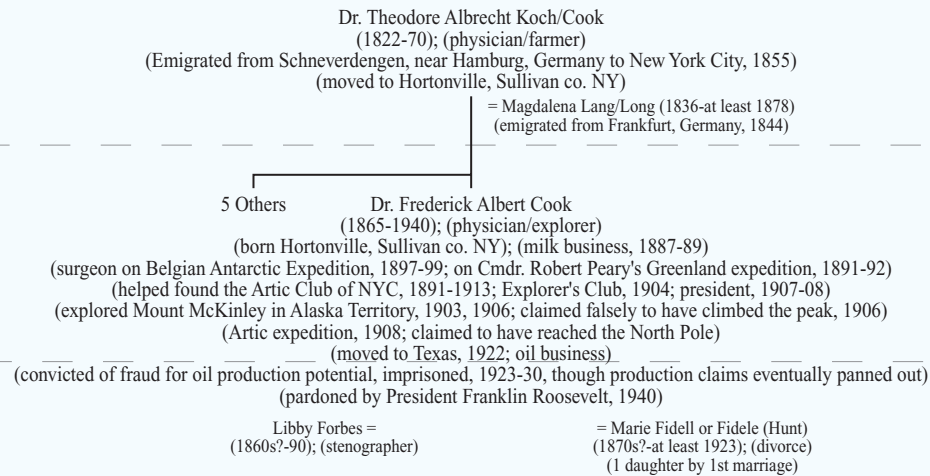 Dr. Theodore Albrecht Koch/Cook
(1822-70); (physician/farmer)
(Emigrated from Schneverdengen, near Hamburg, Germany to New York City, 1855)
(moved to Hortonville, Sullivan co. NY)
= Magdalena Lang/Long (1836-at least 1878)
(emigrated from Frankfurt, Germany, 1844)
5 Others
Dr. Frederick Albert Cook
(1865-1940); (physician/explorer)
(born Hortonville, Sullivan co. NY); (milk business, 1887-89)
(surgeon on Belgian Antarctic Expedition, 1897-99; on Cmdr. Robert Peary's Greenland expedition, 1891-92)
(helped found the Artic Club of NYC, 1891-1913; Explorer's Club, 1904; president, 1907-08)
(explored Mount McKinley in Alaska Territory, 1903, 1906; claimed falsely to have climbed the peak, 1906)
(Artic expedition, 1908; claimed to have reached the North Pole)
(moved to Texas, 1922; oil business)
(convicted of fraud for oil production potential, imprisoned, 1923-30, though production claims eventually panned out)
(pardoned by President Franklin Roosevelt, 1940)
Libby Forbes =
(1860s?-90); (stenographer)
= Marie Fidell or Fidele (Hunt)
(1870s?-at least 1923); (divorce)
(1 daughter by 1st marriage)